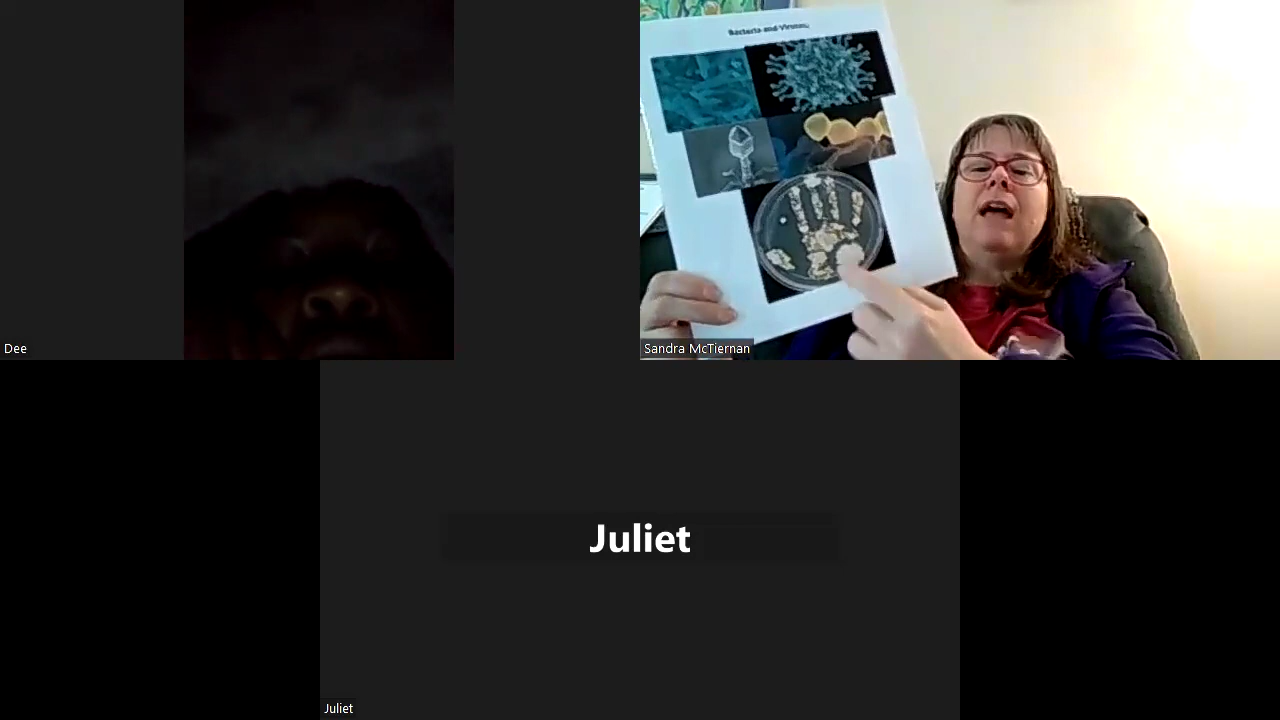 Bacteria and Viruses
Dee
Sandra McTiernan
Juliet
Juliet